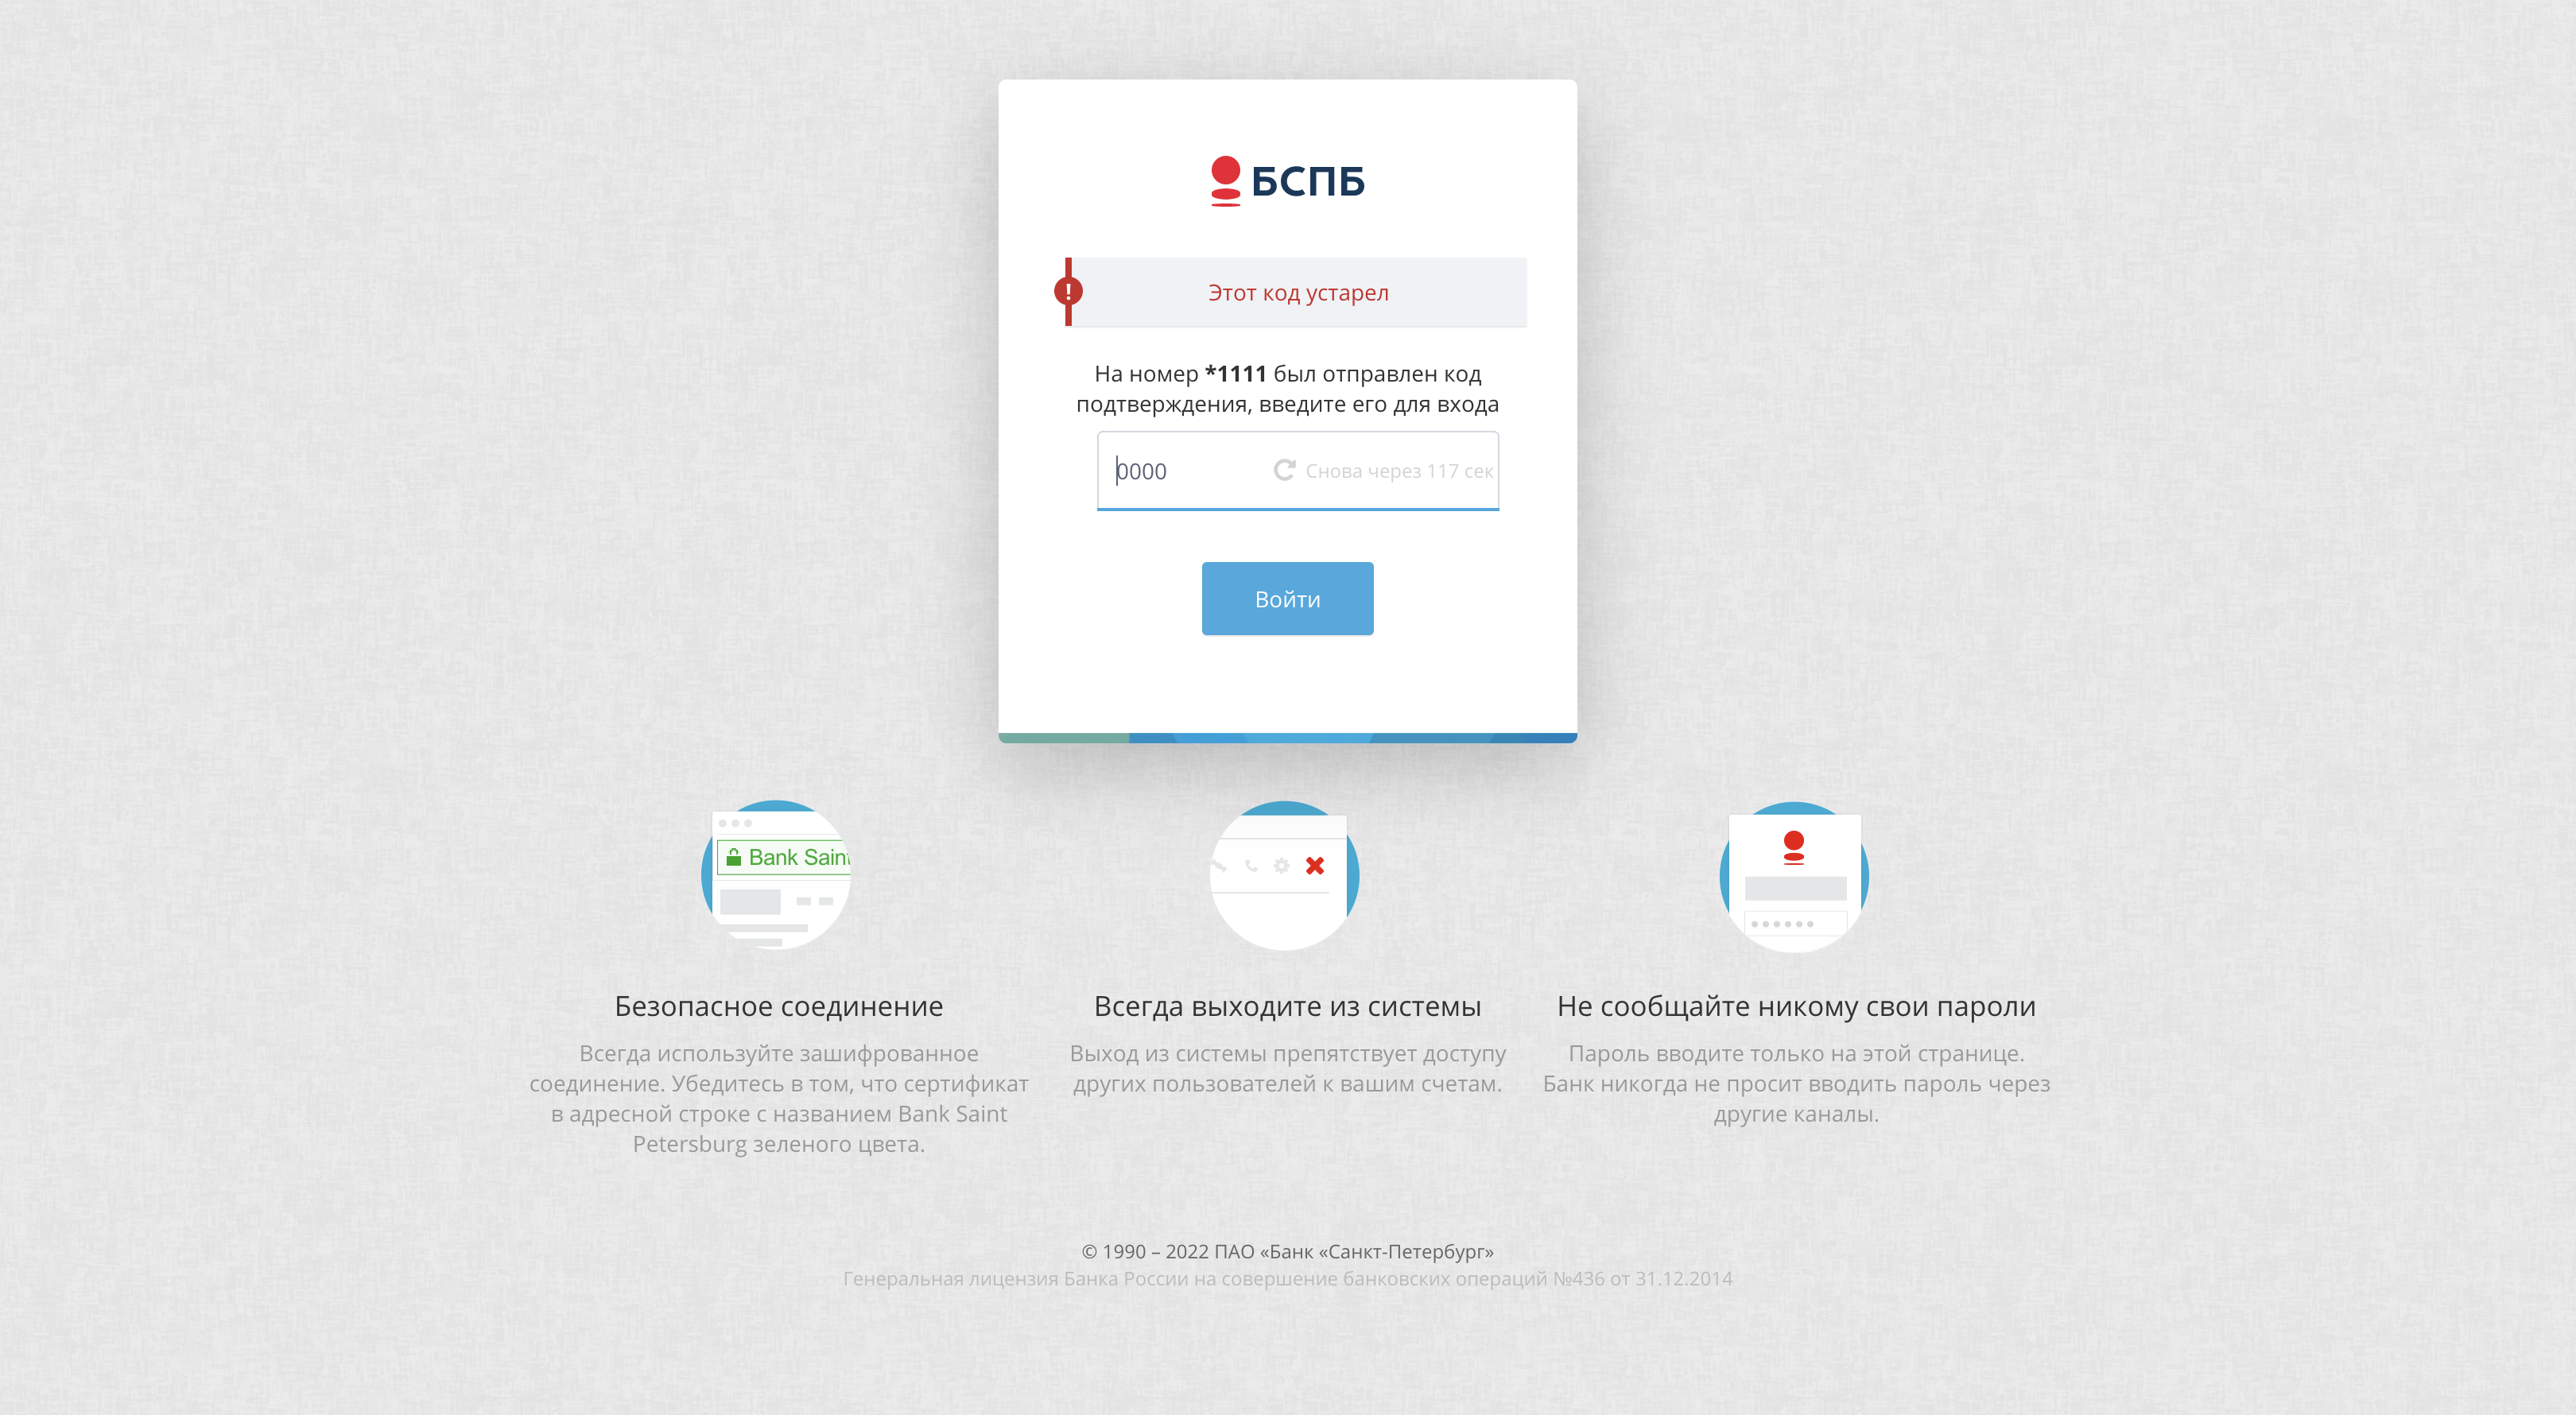 БСПБ
!
Этот код устарел
На номер *1111 был отправлен код
подтверждения, введите его для входа
0000
Снова через 117 сек
Войти
Bank Saint
Безопасное соединение
Всегда используйте зашифрованное
соединение. Убедитесь в том, что сертификат
в адресной строке с названием Bank Saint
Petersburg зеленого цвета.
Всегда выходите из системы
Выход из системы препятствует доступу
других пользователей к вашим счетам.
Не сообщайте никому свои пароли
Пароль вводите только на этой странице.
Банк никогда не просит вводить пароль через
другие каналы.
© 1990 – 2022 ПАО «Банк «Санкт-Петербург»
Генеральная лицензия Банка России на совершение банковских операций №436 от 31.12.2014